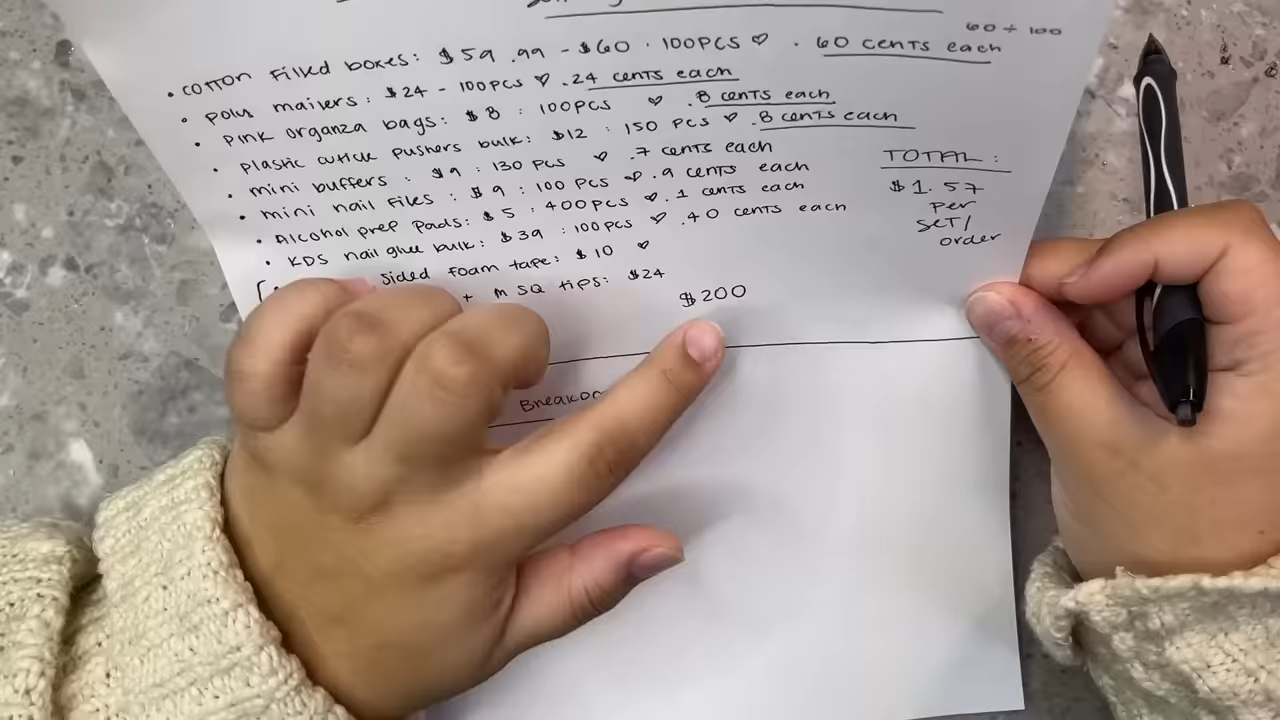 60 ÷ 100
• COTTON FILLED BOXES: $59.99 - $60 . 100PCS ♡ . 60 CENTS each
• POLY MAILERS: $24 - 100PCS ♡ .24 CENTS each
• PINK ORGANZA BAGS: $8 : 100PCS ♡ .8 CENTS each
• PLASTIC CUTICLE PUSHERS BULK: $12 : 150 PCS ♡ .8 CENTS each
• MINI BUFFERS : $9 : 130 PCS ♡ .7 CENTS each
• MINI NAIL FILES : $9 : 100 PCS ♡ .9 CENTS each
• ALCOHOL PREP PADS: $5 : 400PCS ♡ .1 CENTS each
• KDS NAIL GLUE BULK: $39 : 100PCS ♡ .40 CENTS each
SIDED FOAM TAPE: $10 ♡
+ M SQ TIPS: $24
$200
TOTAL:
$1.57
per
SET/
order